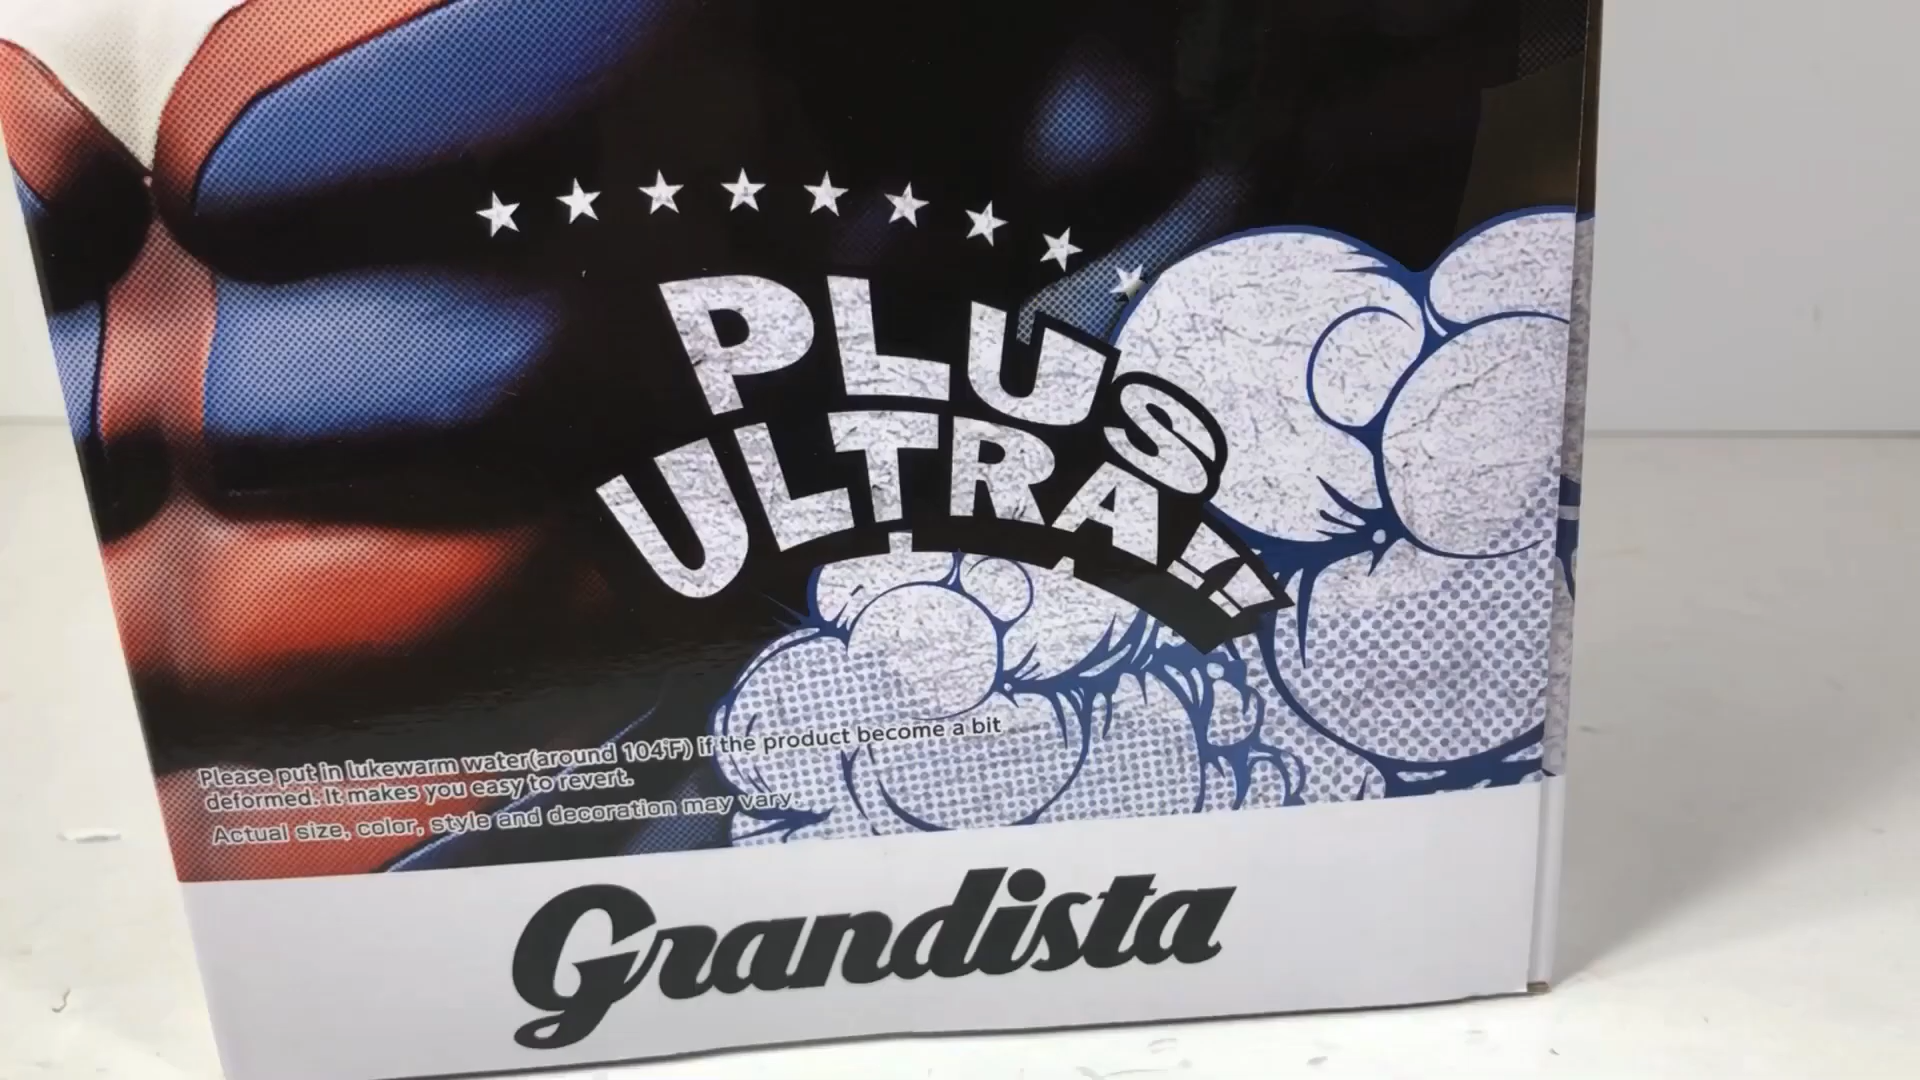 PLUS
ULTRA!!
Please put in lukewarm water(around 104°F) if the product become a bit
deformed. It makes you easy to revert.
Actual size, color, style and decoration may vary.
Grandista